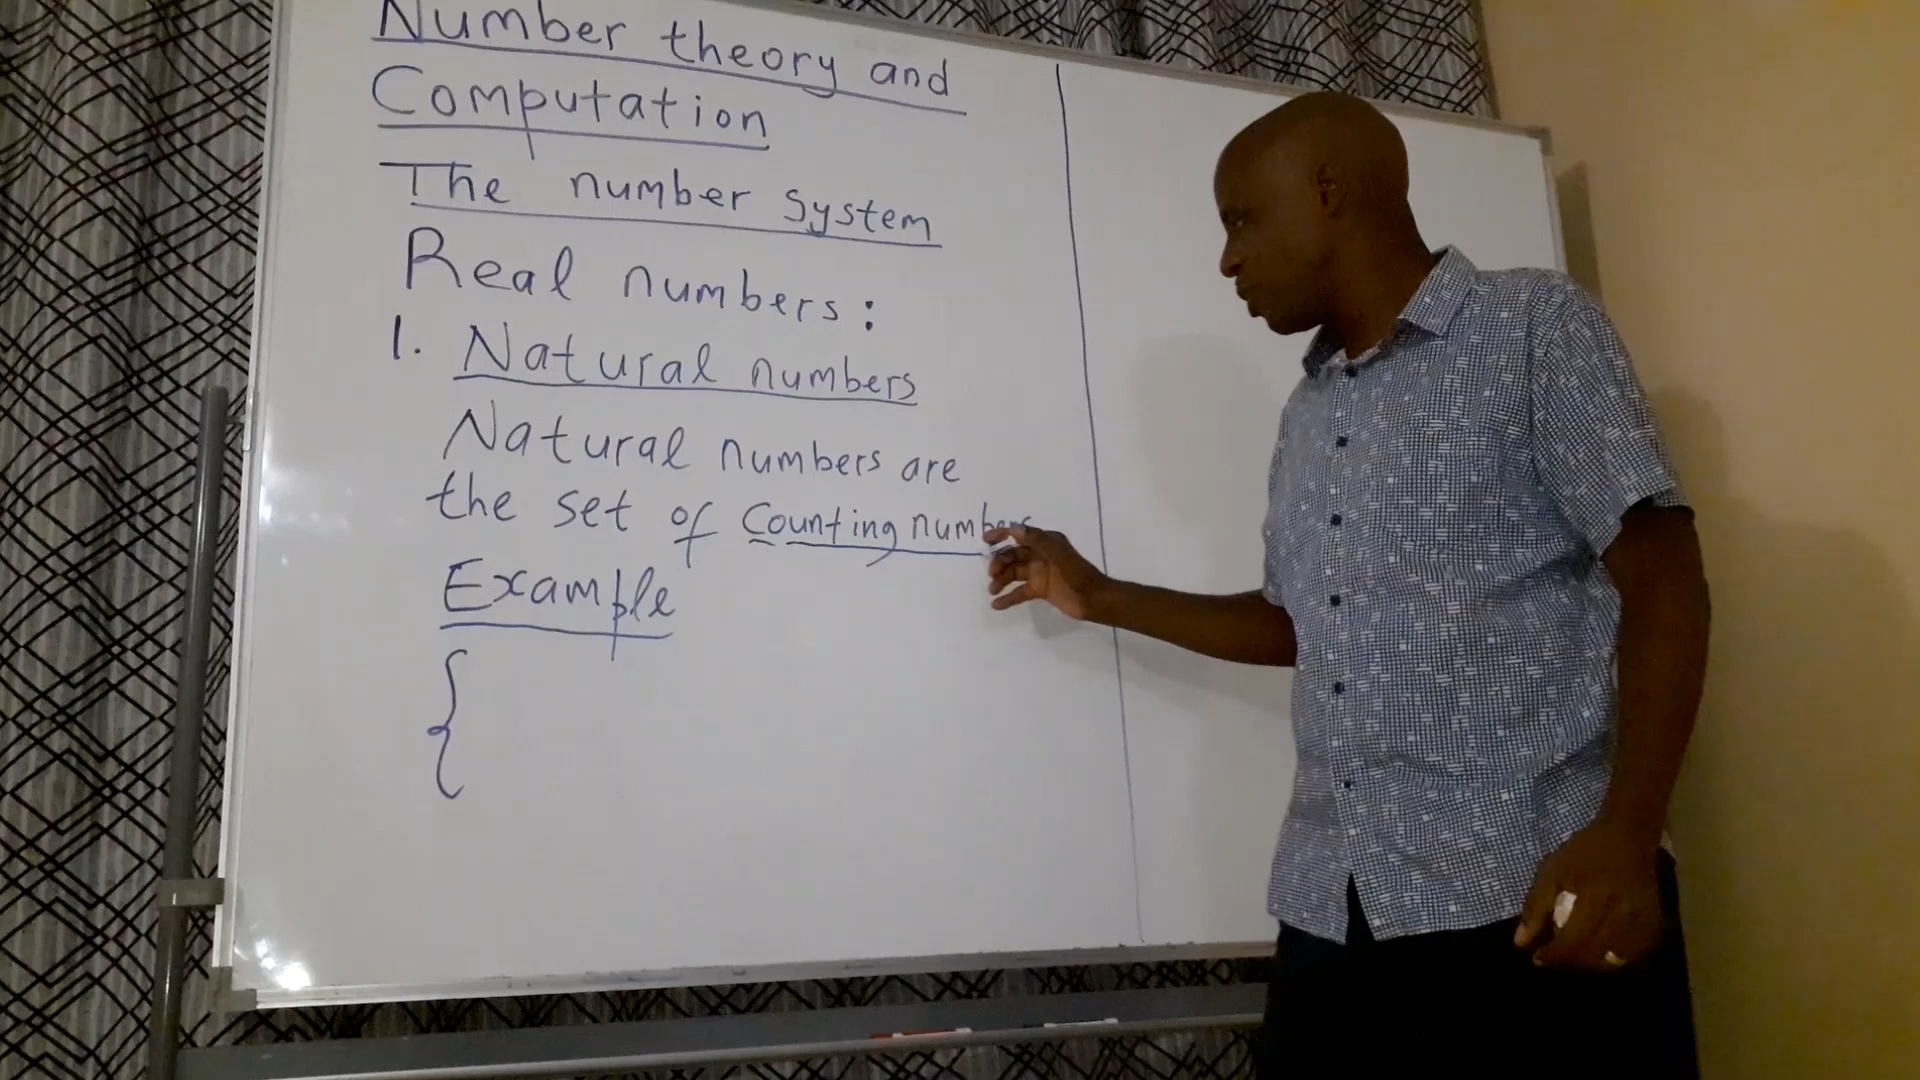 Number theory and
Computation
The number system
Real numbers:
1. Natural numbers
Natural numbers are
the set of Counting numbers
Example
{